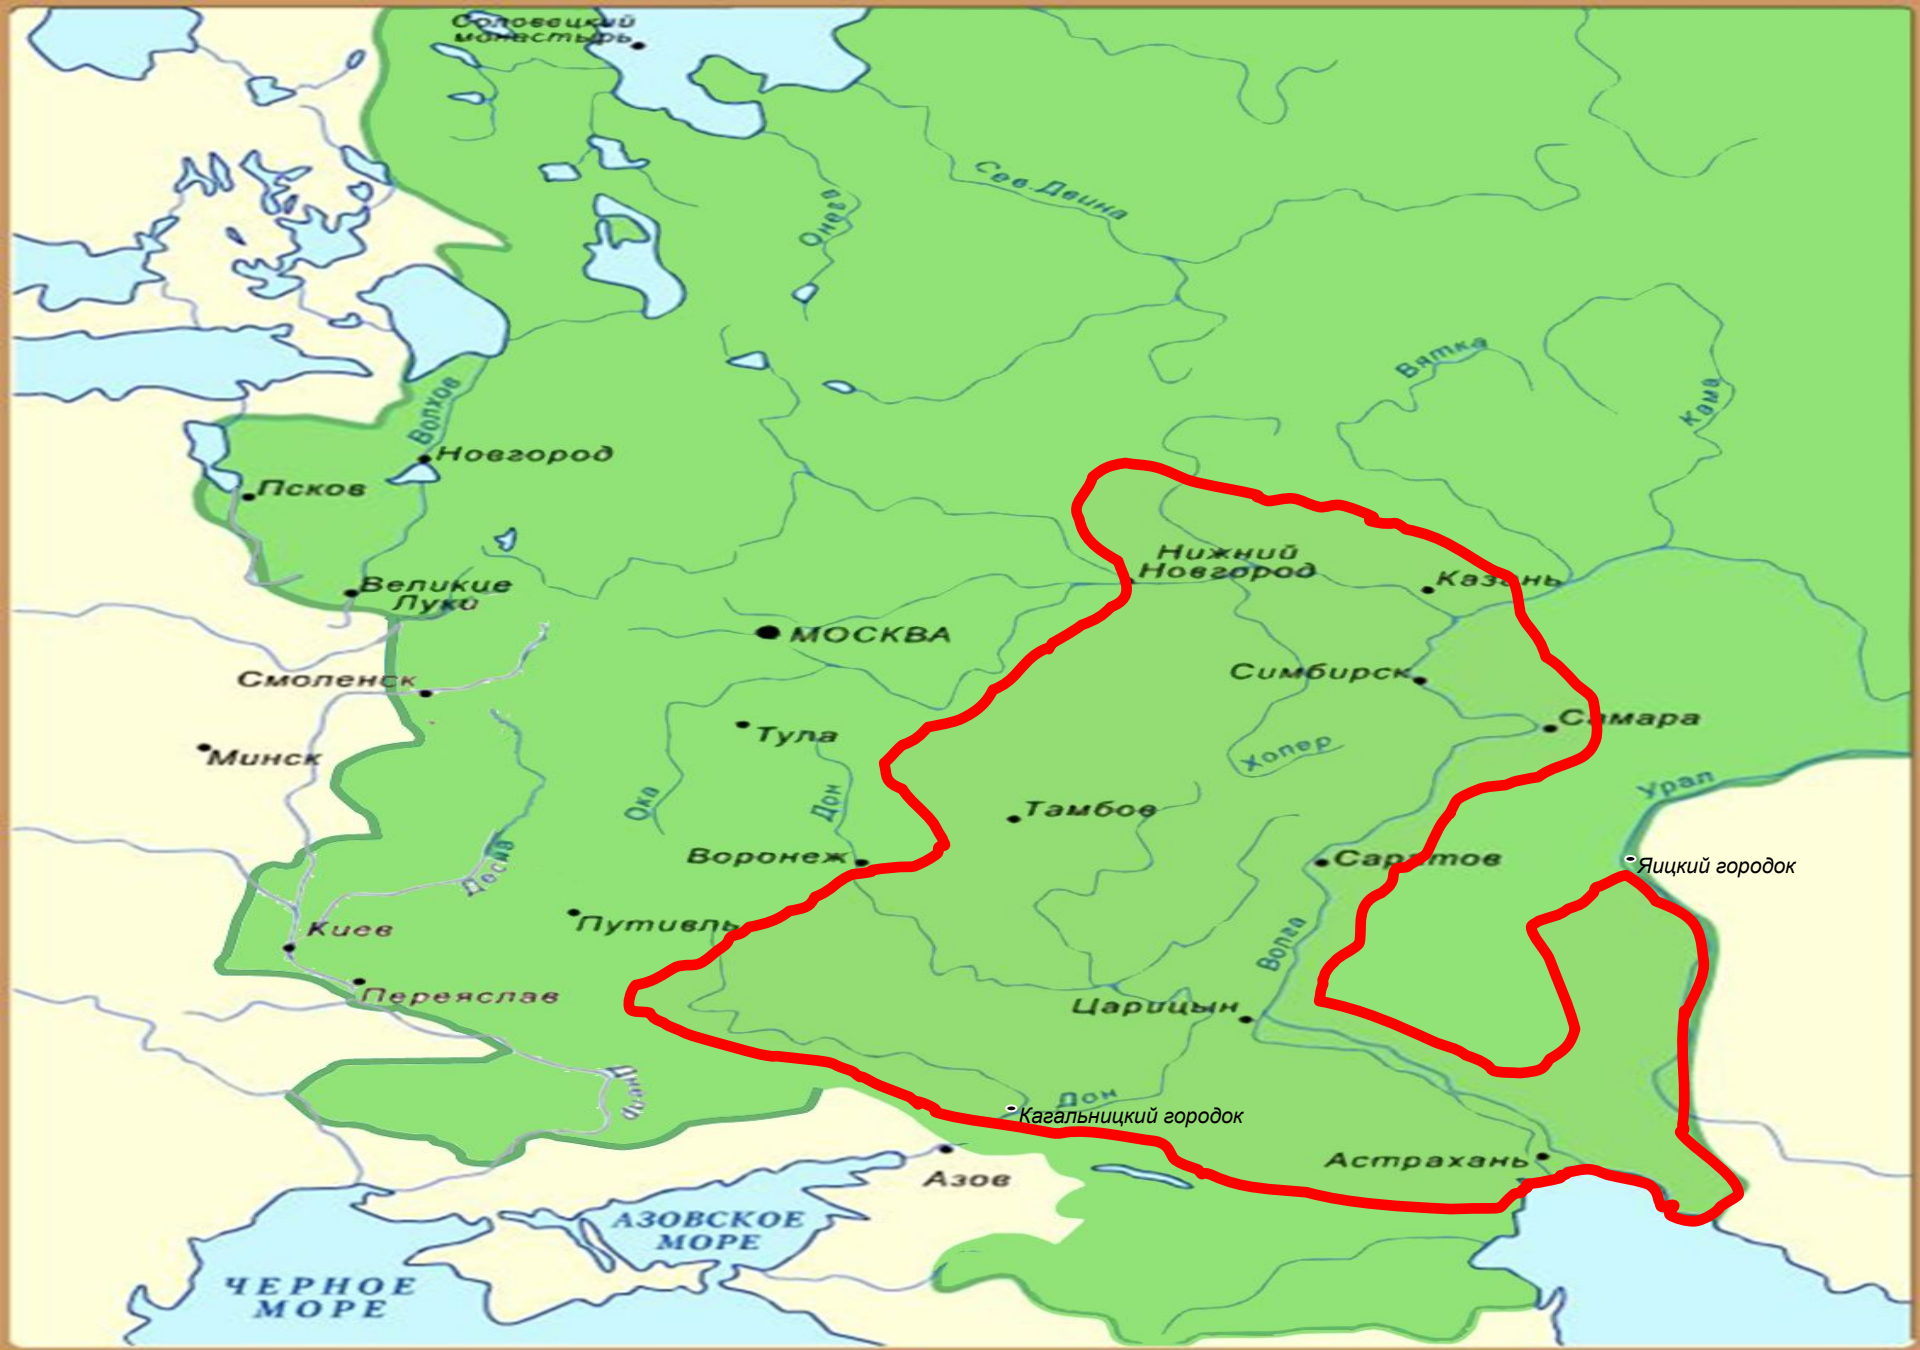 Соловецкий
монастырь
Онега
Сев. Двина
Вятка
Кама
Волхов
Новгород
Псков
Великие
Луки
Нижний
Новгород
Казань
МОСКВА
Смоленск
Симбирск
Самара
Минск
Тула
Хопер
Урал
Ока
Дон
Тамбов
Воронеж
Саратов
Яицкий городок
Десна
Путивль
Киев
Волга
Переяслав
Царицын
Днепр
Дон
Кагальницкий городок
Астрахань
Азов
АЗОВСКОЕ
МОРЕ
ЧЕРНОЕ
МОРЕ